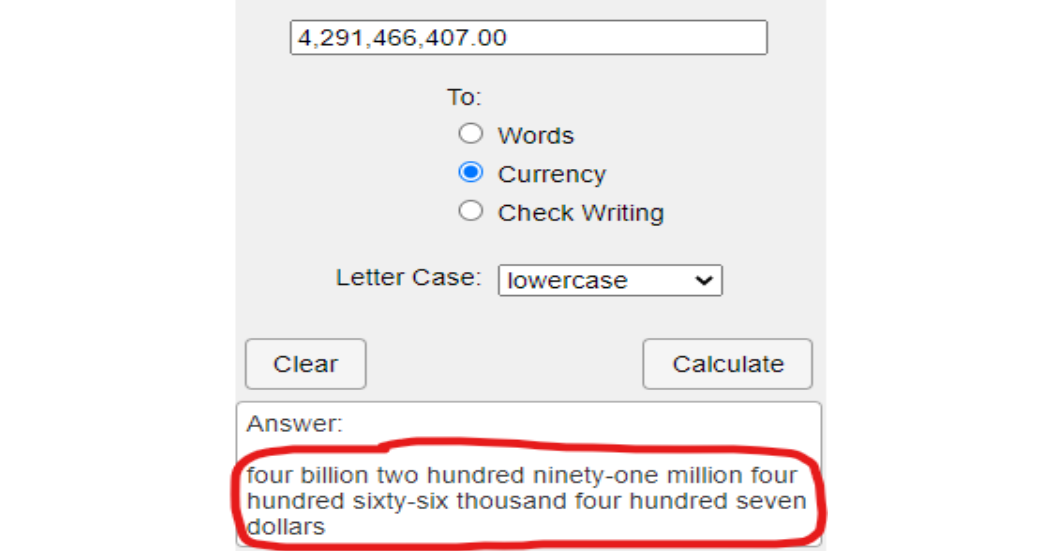 4,291,466,407.00
To:
Words
Currency
Check Writing
Letter Case: lowercase
Clear Calculate
Answer:
four billion two hundred ninety-one million four
hundred sixty-six thousand four hundred seven
dollars